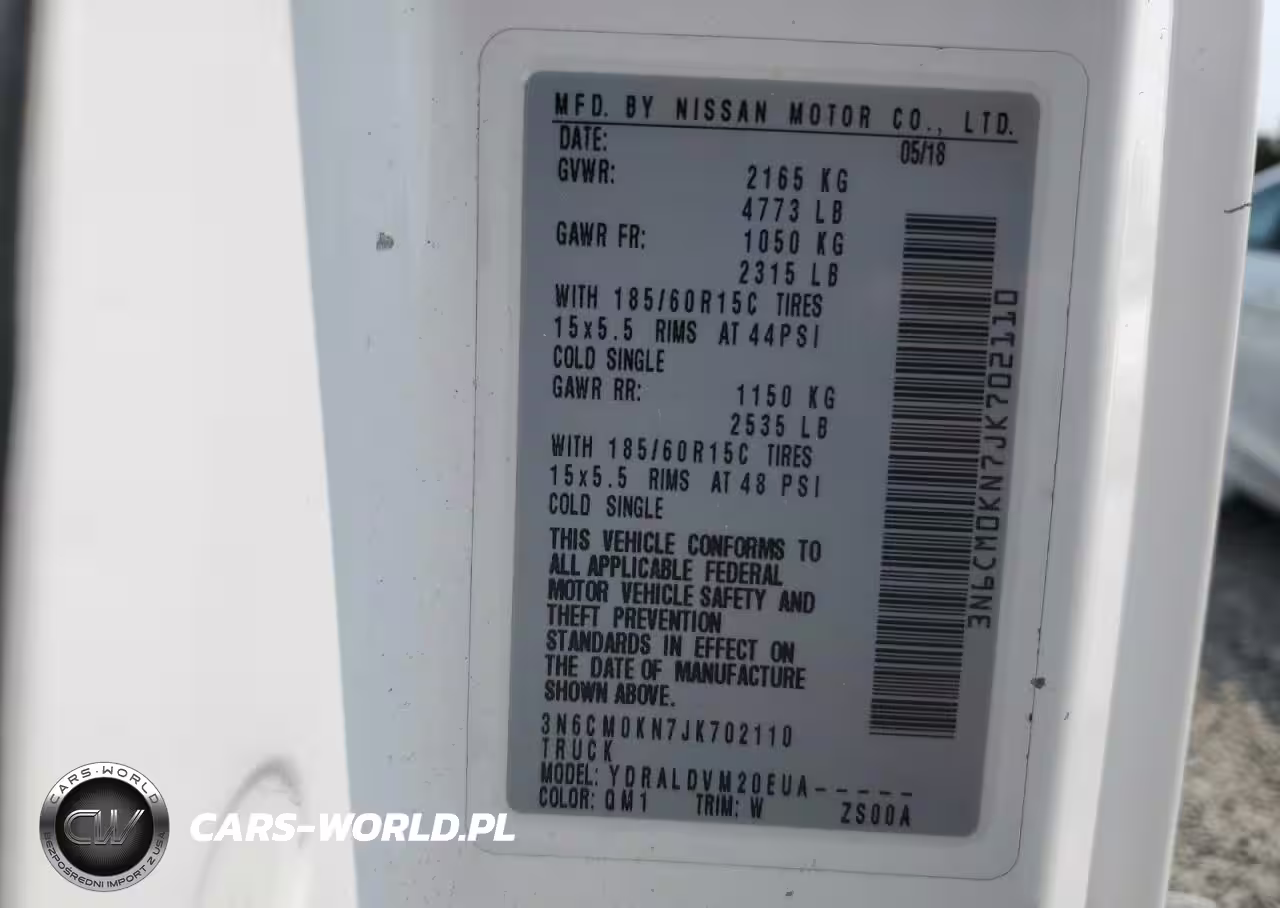 MFD. BY NISSAN MOTOR CO., LTD.
DATE: 05/18
GVWR: 2165 KG
4773 LB
GAWR FR: 1050 KG
2315 LB
WITH 185/60R15C TIRES
15x5.5 RIMS AT 44PSI
COLD SINGLE
GAWR RR: 1150 KG
2535 LB
WITH 185/60R15C TIRES
15x5.5 RIMS AT 48 PSI
COLD SINGLE
THIS VEHICLE CONFORMS TO
ALL APPLICABLE FEDERAL
MOTOR VEHICLE SAFETY AND
THEFT PREVENTION
STANDARDS IN EFFECT ON
THE DATE OF MANUFACTURE
SHOWN ABOVE.
3N6CM0KN7JK702110
TRUCK
MODEL: YDRALDVM20EUA-----
COLOR: QM1 TRIM: W ZS00A
3N6CM0KN7JK702110
CARS-WORLD
CW
BEZPOŚREDNI IMPORT Z USA
CARS-WORLD.PL